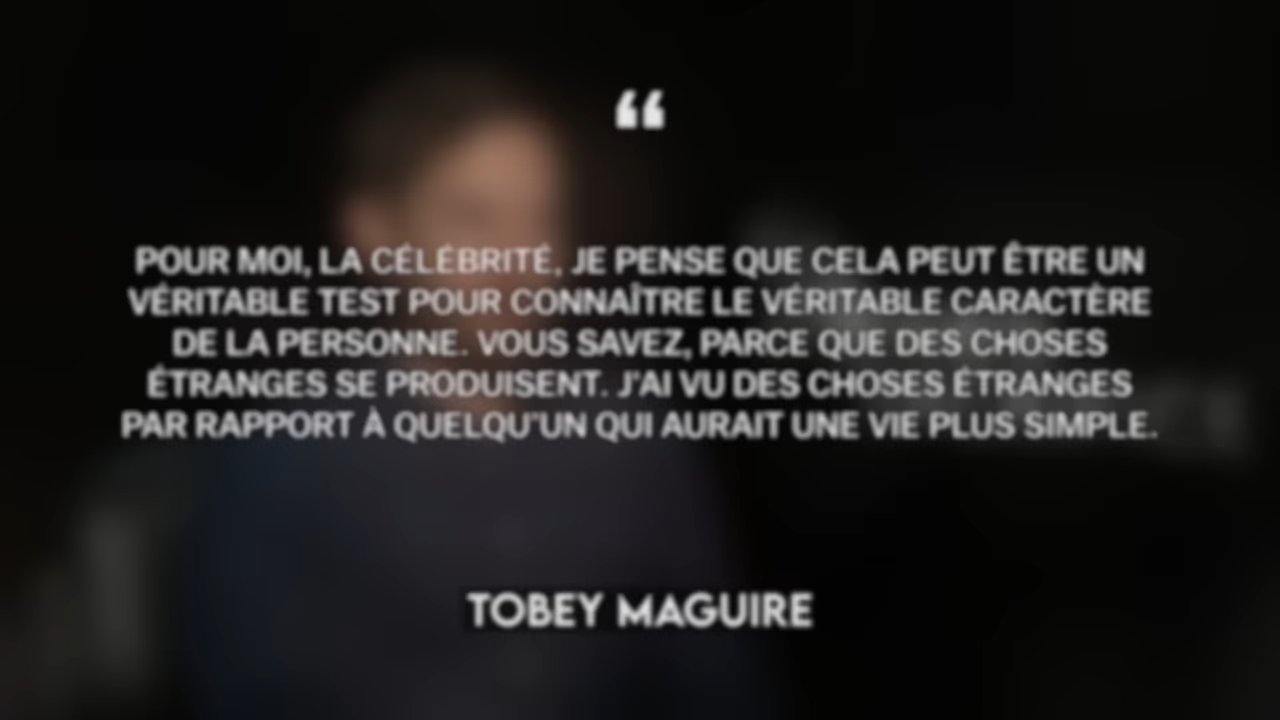 “
POUR MOI, LA CÉLÉBRITÉ, JE PENSE QUE CELA PEUT ÊTRE UN
VÉRITABLE TEST POUR CONNAÎTRE LE VÉRITABLE CARACTÈRE
DE LA PERSONNE. VOUS SAVEZ, PARCE QUE DES CHOSES
ÉTRANGES SE PRODUISENT. J'AI VU DES CHOSES ÉTRANGES
PAR RAPPORT À QUELQU'UN QUI AURAIT UNE VIE PLUS SIMPLE.
TOBEY MAGUIRE